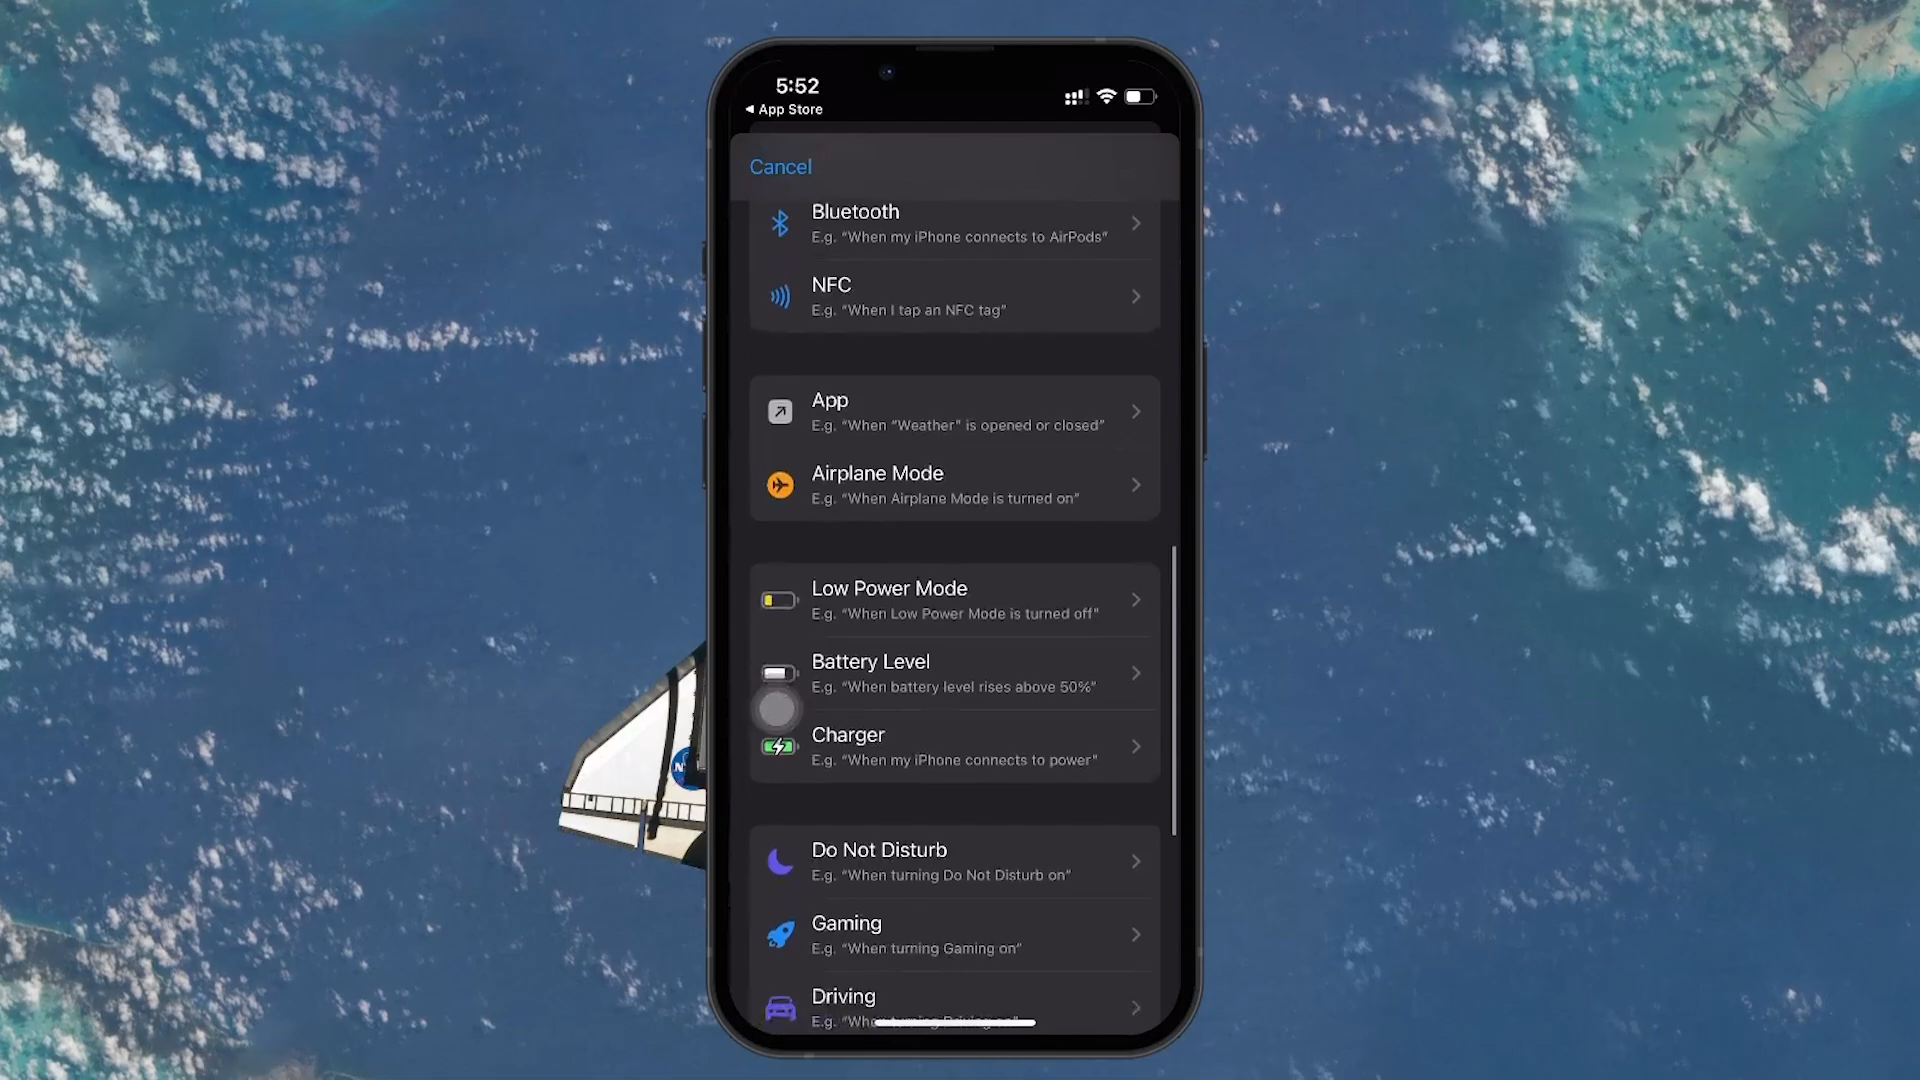 5:52
◀ App Store
Cancel
Bluetooth
E.g. “When my iPhone connects to AirPods”
NFC
E.g. “When I tap an NFC tag”
App
E.g. “When “Weather” is opened or closed”
Airplane Mode
E.g. “When Airplane Mode is turned on”
Low Power Mode
E.g. “When Low Power Mode is turned off”
Battery Level
E.g. “When battery level rises above 50%”
Charger
E.g. “When my iPhone connects to power”
Do Not Disturb
E.g. “When turning Do Not Disturb on”
Gaming
E.g. “When turning Gaming on”
Driving
E.g. “When turning Driving on”